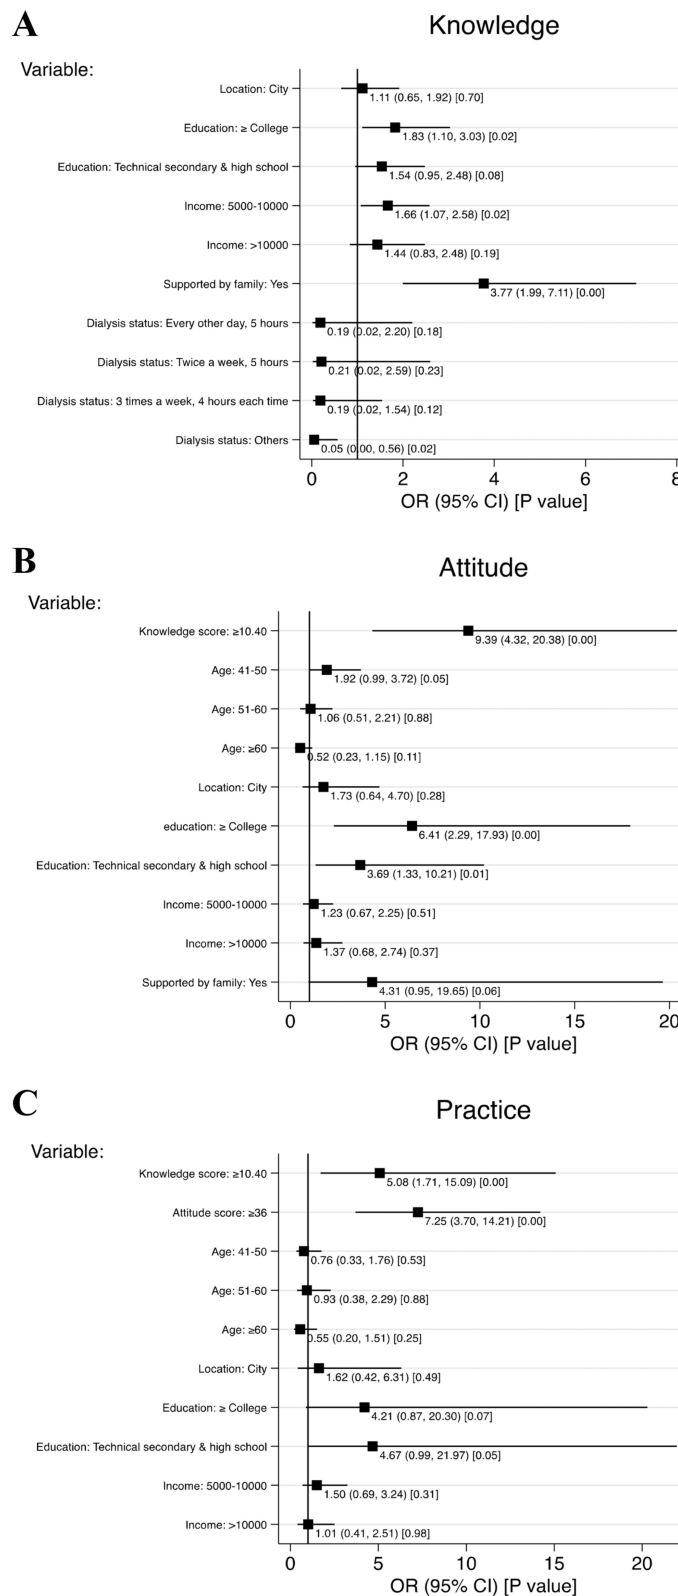 A
Knowledge
Variable:
Location: City
1.11 (0.65, 1.92) [0.70]
Education: ≥ College
1.83 (1.10, 3.03) [0.02]
Education: Technical secondary & high school
1.54 (0.95, 2.48) [0.08]
Income: 5000-10000
1.66 (1.07, 2.58) [0.02]
Income: >10000
1.44 (0.83, 2.48) [0.19]
Supported by family: Yes
3.77 (1.99, 7.11) [0.00]
Dialysis status: Every other day, 5 hours
0.19 (0.02, 2.20) [0.18]
Dialysis status: Twice a week, 5 hours
0.21 (0.02, 2.59) [0.23]
Dialysis status: 3 times a week, 4 hours each time
0.19 (0.02, 1.54) [0.12]
Dialysis status: Others
0.05 (0.00, 0.56) [0.02]
0 2 4 6 8
OR (95% CI) [P value]
B
Attitude
Variable:
Knowledge score: ≥10.40
9.39 (4.32, 20.38) [0.00]
Age: 41-50
1.92 (0.99, 3.72) [0.05]
Age: 51-60
1.06 (0.51, 2.21) [0.88]
Age: ≥60
0.52 (0.23, 1.15) [0.11]
Location: City
1.73 (0.64, 4.70) [0.28]
education: ≥ College
6.41 (2.29, 17.93) [0.00]
Education: Technical secondary & high school
3.69 (1.33, 10.21) [0.01]
Income: 5000-10000
1.23 (0.67, 2.25) [0.51]
Income: >10000
1.37 (0.68, 2.74) [0.37]
Supported by family: Yes
4.31 (0.95, 19.65) [0.06]
0 5 10 15 20
OR (95% CI) [P value]
C
Practice
Variable:
Knowledge score: ≥10.40
5.08 (1.71, 15.09) [0.00]
Attitude score: ≥36
7.25 (3.70, 14.21) [0.00]
Age: 41-50
0.76 (0.33, 1.76) [0.53]
Age: 51-60
0.93 (0.38, 2.29) [0.88]
Age: ≥60
0.55 (0.20, 1.51) [0.25]
Location: City
1.62 (0.42, 6.31) [0.49]
Education: ≥ College
4.21 (0.87, 20.30) [0.07]
Education: Technical secondary & high school
4.67 (0.99, 21.97) [0.05]
Income: 5000-10000
1.50 (0.69, 3.24) [0.31]
Income: >10000
1.01 (0.41, 2.51) [0.98]
0 5 10 15 20
OR (95% CI) [P value]